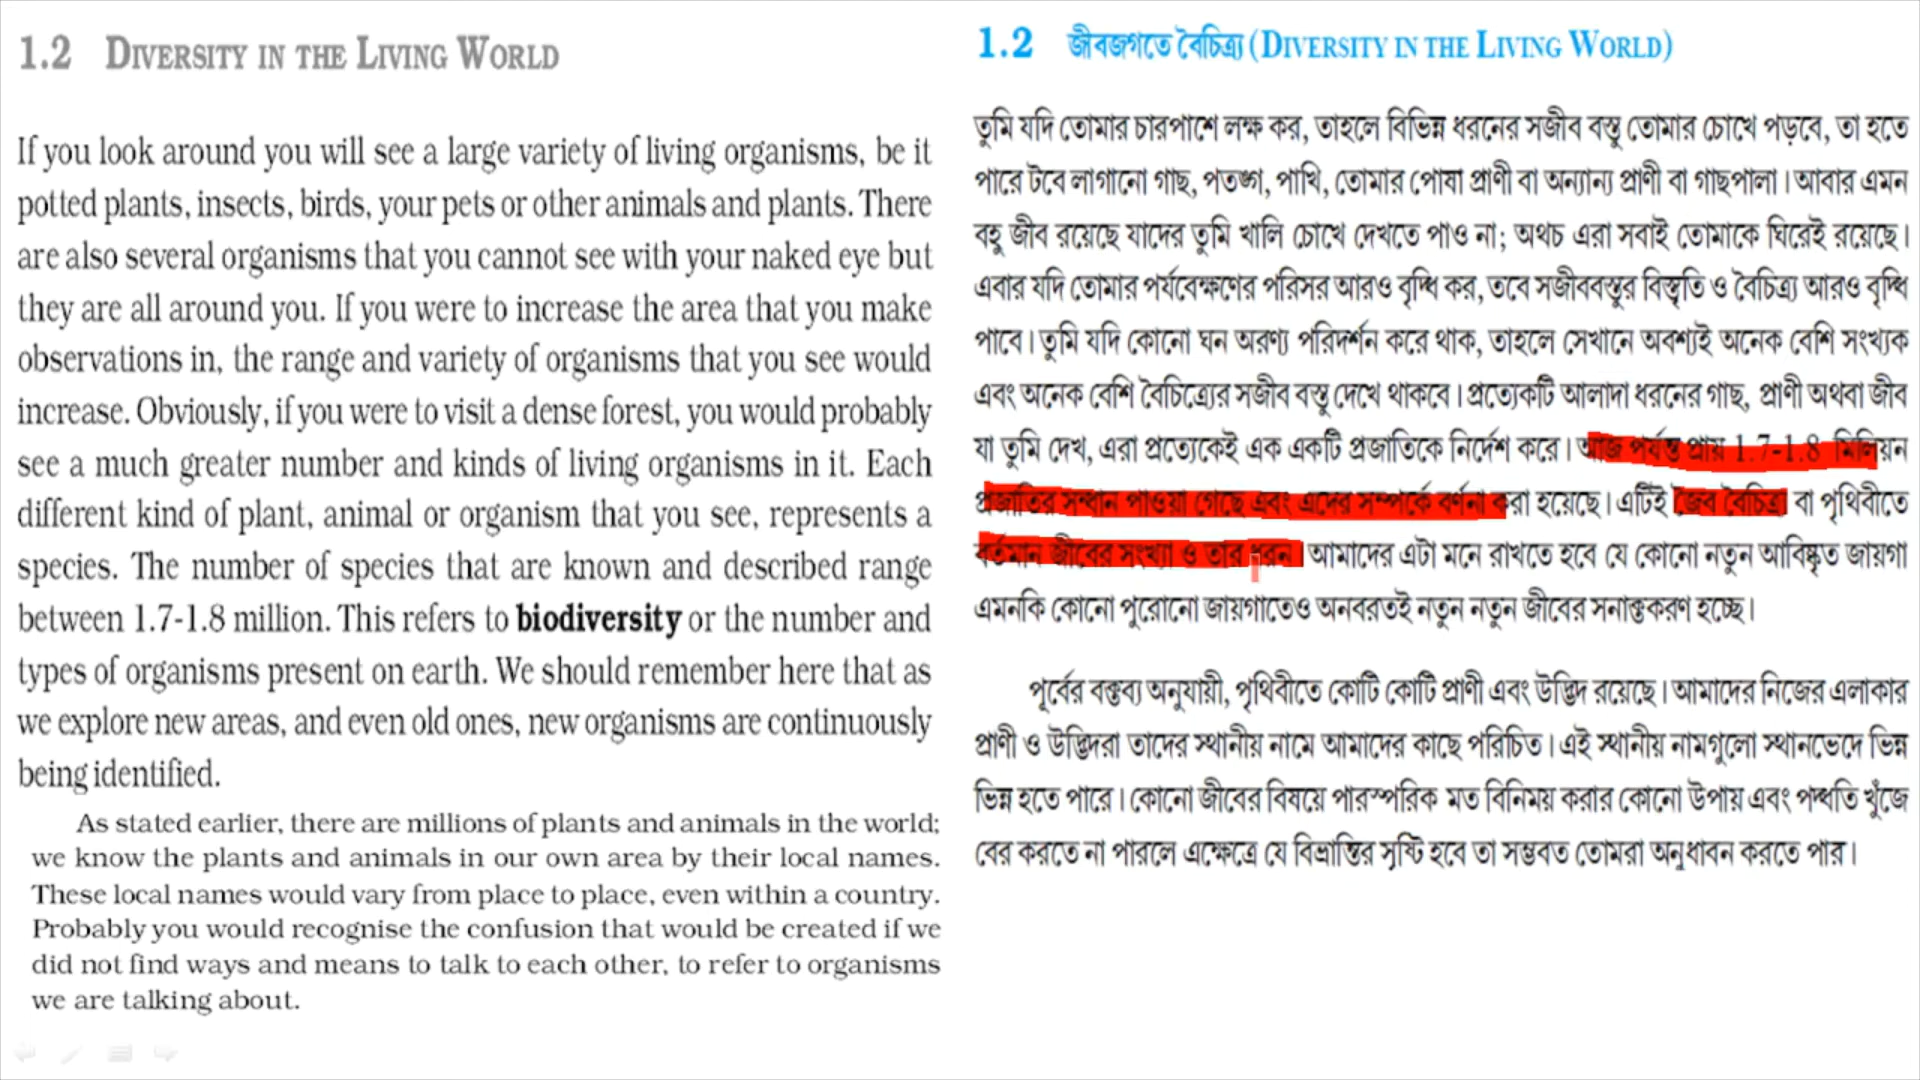 1.2 DIVERSITY IN THE LIVING WORLD
If you look around you will see a large variety of living organisms, be it
potted plants, insects, birds, your pets or other animals and plants. There
are also several organisms that you cannot see with your naked eye but
they are all around you. If you were to increase the area that you make
observations in, the range and variety of organisms that you see would
increase. Obviously, if you were to visit a dense forest, you would probably
see a much greater number and kinds of living organisms in it. Each
different kind of plant, animal or organism that you see, represents a
species. The number of species that are known and described range
between 1.7-1.8 million. This refers to biodiversity or the number and
types of organisms present on earth. We should remember here that as
we explore new areas, and even old ones, new organisms are continuously
being identified.
As stated earlier, there are millions of plants and animals in the world;
we know the plants and animals in our own area by their local names.
These local names would vary from place to place, even within a country.
Probably you would recognise the confusion that would be created if we
did not find ways and means to talk to each other, to refer to organisms
we are talking about.
1.2 জীবজগতে বৈচিত্র্য (DIVERSITY IN THE LIVING WORLD)
তুমি যদি তোমার চারপাশে লক্ষ কর, তাহলে বিভিন্ন ধরনের সজীব বস্তু তোমার চোখে পড়বে, তা হতে
পারে টবে লাগানো গাছ, পতঙ্গ, পাখি, তোমার পোষা প্রাণী বা অন্যান্য প্রাণী বা গাছপালা। আবার এমন
বহু জীব রয়েছে যাদের তুমি খালি চোখে দেখতে পাও না; অথচ এরা সবাই তোমাকে ঘিরেই রয়েছে।
এবার যদি তোমার পর্যবেক্ষণের পরিসর আরও বৃদ্ধি কর, তবে সজীববস্তুর বিস্তৃতি ও বৈচিত্র্য আরও বৃদ্ধি
পাবে। তুমি যদি কোনো ঘন অরণ্য পরিদর্শন করে থাক, তাহলে সেখানে অবশ্যই অনেক বেশি সংখ্যক
এবং অনেক বেশি বৈচিত্র্যের সজীব বস্তু দেখে থাকবে। প্রত্যেকটি আলাদা ধরনের গাছ, প্রাণী অথবা জীব
যা তুমি দেখ, এরা প্রত্যেকেই এক একটি প্রজাতিকে নির্দেশ করে। আজ পর্যন্ত প্রায় 1.7-1.8 মিলিয়ন
প্রজাতির সন্ধান পাওয়া গেছে এবং এদের সম্পর্কে বর্ণনা করা হয়েছে। এটিই জৈব বৈচিত্র্য বা পৃথিবীতে
বর্তমান জীবের সংখ্যা ও তার ধরন। আমাদের এটা মনে রাখতে হবে যে কোনো নতুন আবিষ্কৃত জায়গা
এমনকি কোনো পুরোনো জায়গাতেও অনবরতই নতুন নতুন জীবের সনাক্তকরণ হচ্ছে।
পূর্বের বক্তব্য অনুযায়ী, পৃথিবীতে কোটি কোটি প্রাণী এবং উদ্ভিদ রয়েছে। আমাদের নিজের এলাকার
প্রাণী ও উদ্ভিদরা তাদের স্থানীয় নামে আমাদের কাছে পরিচিত। এই স্থানীয় নামগুলো স্থানভেদে ভিন্ন
ভিন্ন হতে পারে। কোনো জীবের বিষয়ে পারস্পরিক মত বিনিময় করার কোনো উপায় এবং পদ্ধতি খুঁজে
বের করতে না পারলে এক্ষেত্রে যে বিভ্রান্তির সৃষ্টি হবে তা সম্ভবত তোমরা অনুধাবন করতে পার।